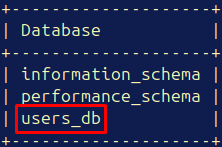 +--------------------+
| Database           |
+--------------------+
| information_schema |
| performance_schema |
| users_db           |
+--------------------+